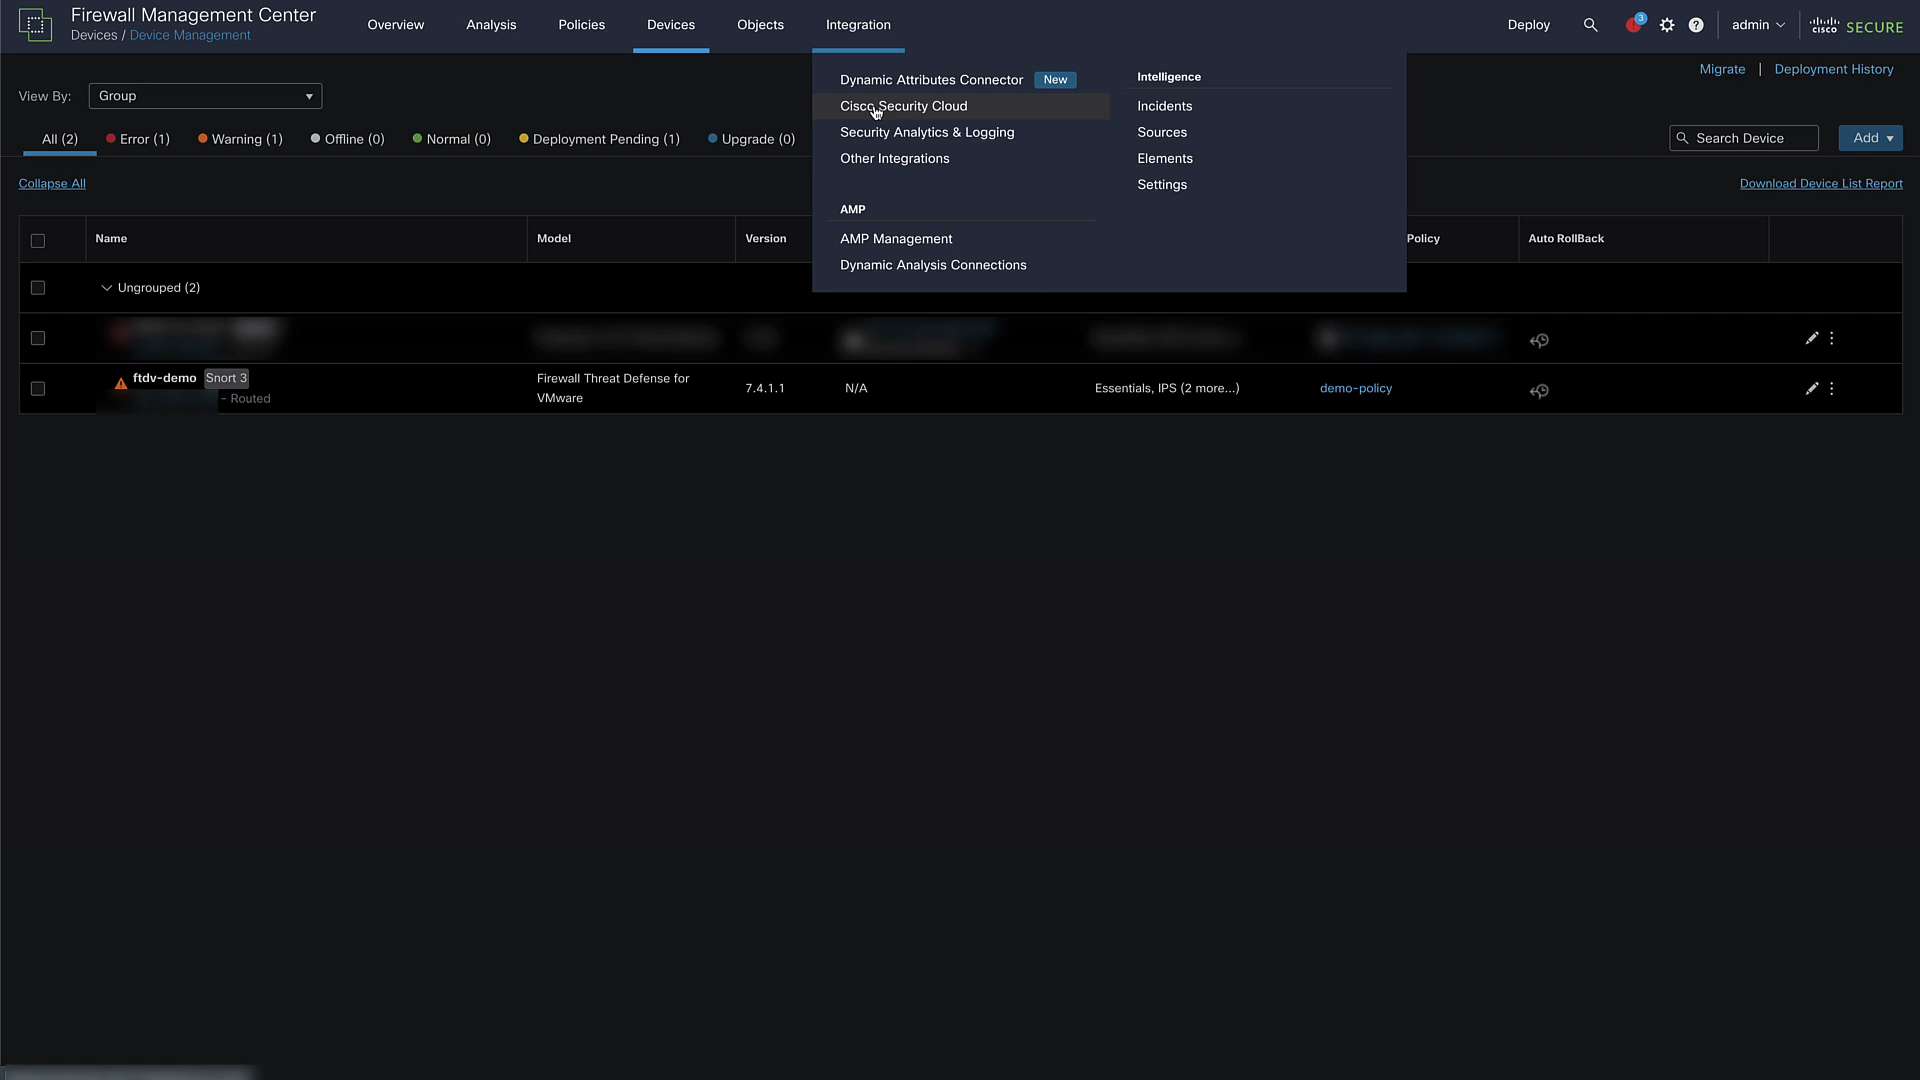 Firewall Management Center
Devices / Device Management
Overview
Analysis
Policies
Devices
Objects
Integration
Deploy
3
admin
cisco SECURE
Migrate | Deployment History
View By:
Group
Dynamic Attributes Connector New
Cisco Security Cloud
Security Analytics & Logging
Other Integrations
AMP
AMP Management
Dynamic Analysis Connections
Intelligence
Incidents
Sources
Elements
Settings
All (2)
Error (1)
Warning (1)
Offline (0)
Normal (0)
Deployment Pending (1)
Upgrade (0)
Search Device
Add
Collapse All
Download Device List Report
Name
Model
Version
Policy
Auto RollBack
Ungrouped (2)
ftdv-demo Snort 3
- Routed
Firewall Threat Defense for
VMware
7.4.1.1
N/A
Essentials, IPS (2 more...)
demo-policy